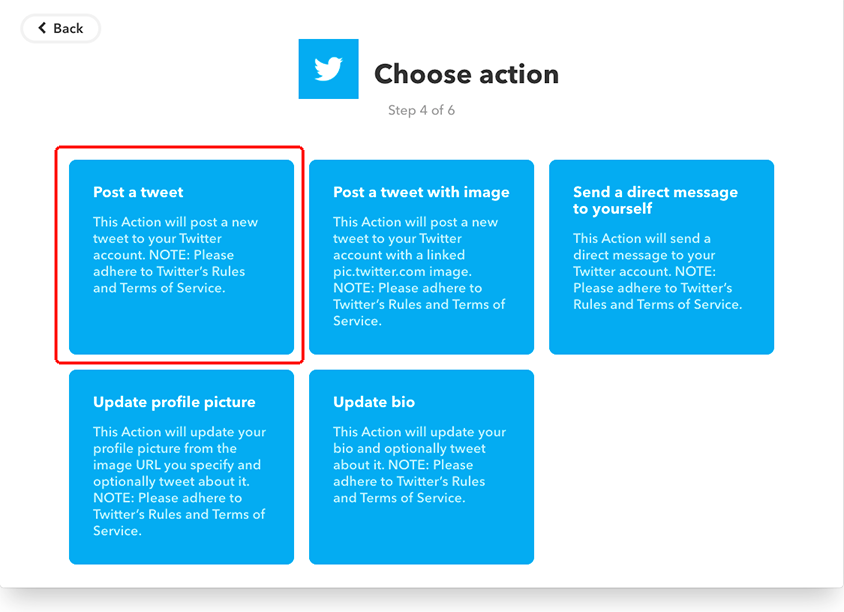 Back
Choose action
Step 4 of 6
Post a tweet
This Action will post a new
tweet to your Twitter
account. NOTE: Please
adhere to Twitter’s Rules
and Terms of Service.
Post a tweet with image
This Action will post a new
tweet to your Twitter
account with a linked
pic.twitter.com image.
NOTE: Please adhere to
Twitter’s Rules and Terms of
Service.
Send a direct message
to yourself
This Action will send a
direct message to your
Twitter account. NOTE:
Please adhere to Twitter’s
Rules and Terms of Service.
Update profile picture
This Action will update your
profile picture from the
image URL you specify and
optionally tweet about it.
NOTE: Please adhere to
Twitter’s Rules and Terms of
Service.
Update bio
This Action will update your
bio and optionally tweet
about it. NOTE: Please
adhere to Twitter’s Rules
and Terms of Service.